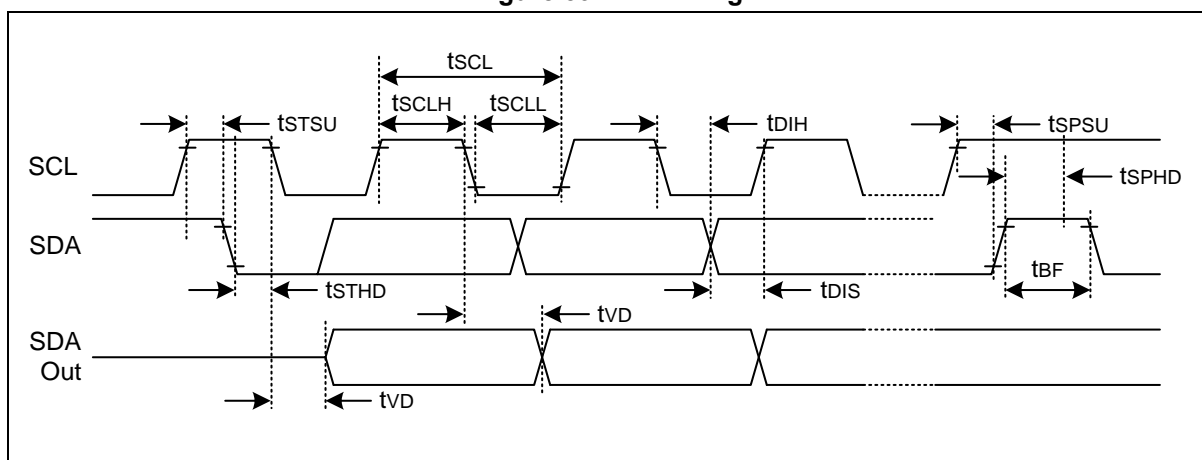 tSCL
tSCLH
tSCLL
tSTSU
tDIH
tSPSU
SCL
tSPHD
SDA
tSTHD
tDIS
tBF
tVD
SDA
Out
tVD